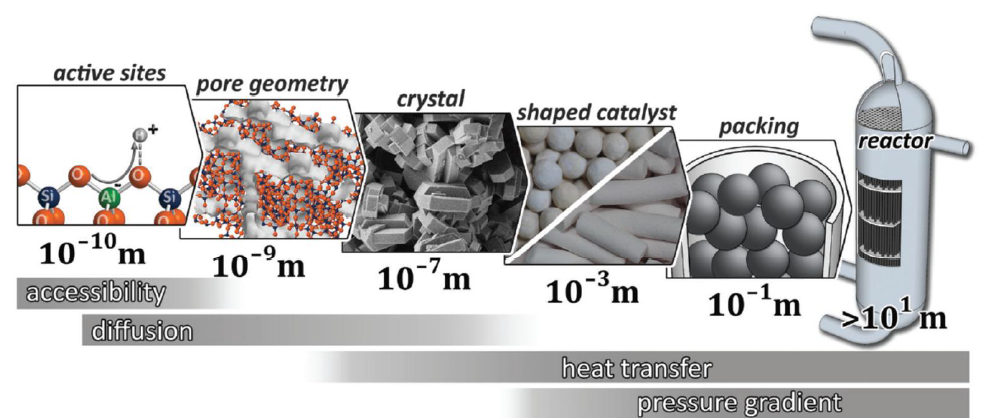 active sites
pore geometry
crystal
shaped catalyst
packing
reactor
+
O
-
O
Si
Al
Si
10⁻¹⁰m
10⁻⁹m
10⁻⁷m
10⁻³m
10⁻¹m
>10¹m
accessibility
diffusion
heat transfer
pressure gradient